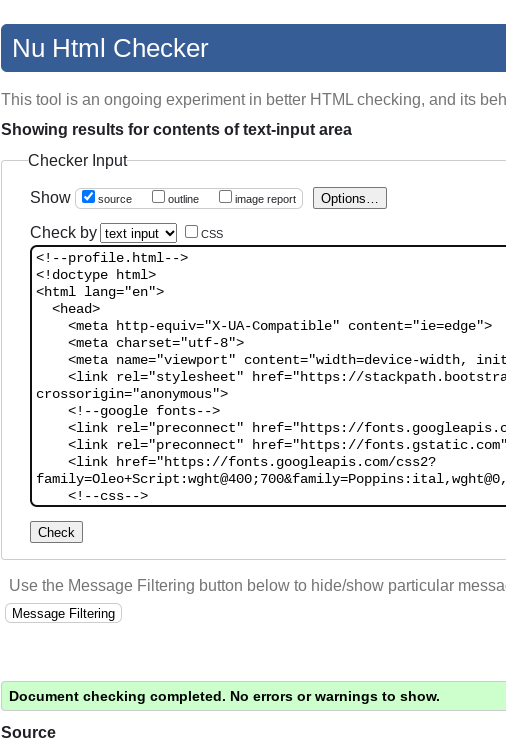 Nu Html Checker
This tool is an ongoing experiment in better HTML checking, and its beh
Showing results for contents of text-input area
Checker Input
Show source outline image report Options...
Check by text input CSS
<!--profile.html-->
<!doctype html>
<html lang="en">
<head>
<meta http-equiv="X-UA-Compatible" content="ie=edge">
<meta charset="utf-8">
<meta name="viewport" content="width=device-width, init
<link rel="stylesheet" href="https://stackpath.bootstra
crossorigin="anonymous">
<!--google fonts-->
<link rel="preconnect" href="https://fonts.googleapis.c
<link rel="preconnect" href="https://fonts.gstatic.com"
<link href="https://fonts.googleapis.com/css2?
family=Oleo+Script:wght@400;700&family=Poppins:ital,wght@0,
<!--css-->
Check
Use the Message Filtering button below to hide/show particular messa
Message Filtering
Document checking completed. No errors or warnings to show.
Source